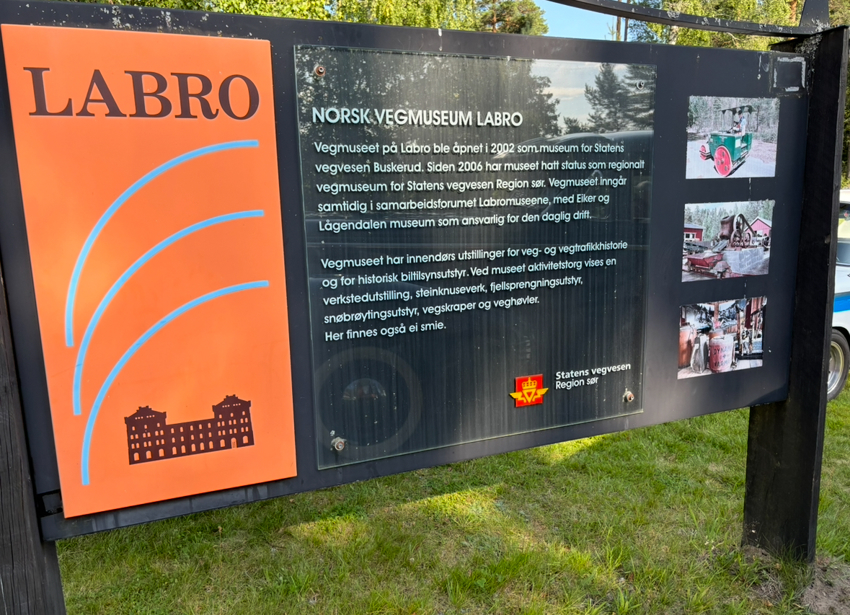 LABRO
NORSK VEGMUSEUM LABRO
Vegmuseet på Labro ble åpnet i 2002 som museum for Statens
vegvesen Buskerud. Siden 2006 har museet hatt status som regionalt
vegmuseum for Statens vegvesen Region sør. Vegmuseet inngår
samtidig i samarbeidsforumet Labromuseene, med Eiker og
Lågendalen museum som ansvarlig for den daglig drift.
Vegmuseet har innendørs utstillinger for veg- og vegtrafikkhistorie
og for historisk biltilsynsutstyr. Ved museet aktivitetstorg vises en
verkstedutstilling, steinknuseverk, fjellsprengningsutstyr,
snøbrøytingsutstyr, vegskraper og veghøvler.
Her finnes også ei smie.
Statens vegvesen
Region sør